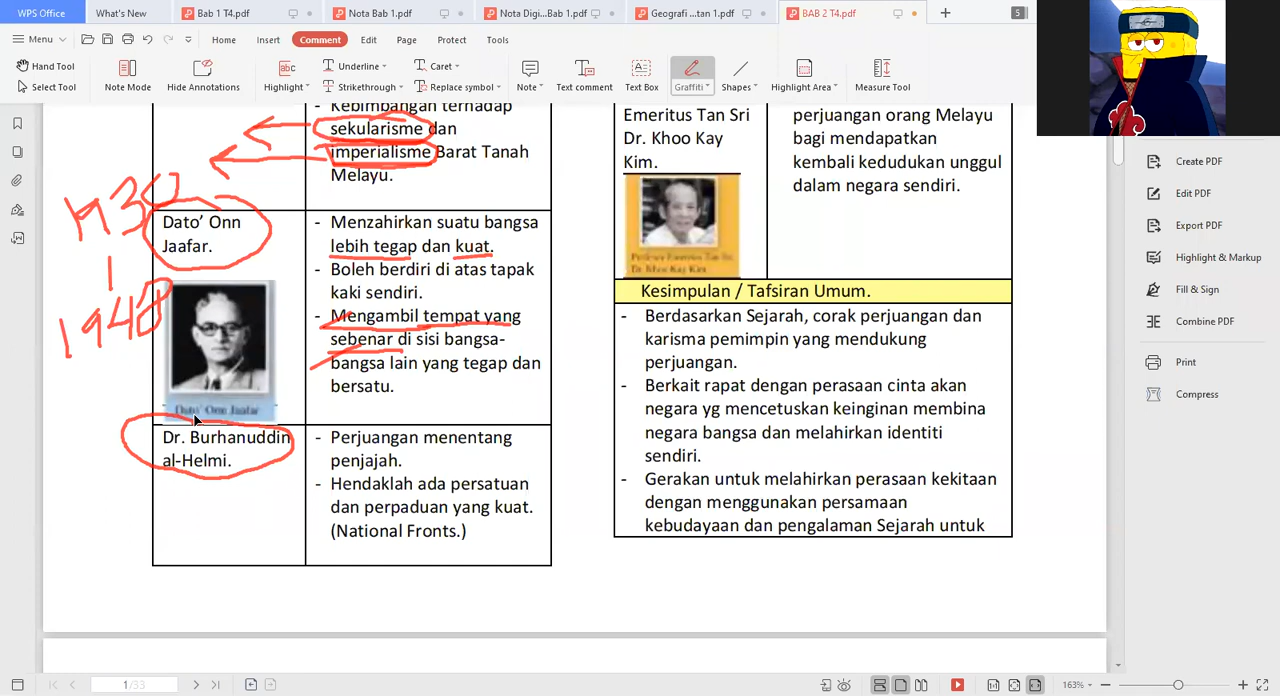 WPS Office
What's New
Bab 1 T4.pdf
Nota Bab 1.pdf
Nota Digi...Bab 1.pdf
Geografi ...tan 1.pdf
BAB 2 T4.pdf
5
Menu
Home
Insert
Comment
Edit
Page
Protect
Tools
Hand Tool
Select Tool
Note Mode
Hide Annotations
Highlight
Underline
Strikethrough
Caret
Replace symbol
Note
Text comment
Text Box
Graffiti
Shapes
Highlight Area
Measure Tool
- Kebimbangan terhadap
sekularisme dan
imperialisme Barat Tanah
Melayu.
1930
|
1948
Dato’ Onn
Jaafar.
Dato' Onn Jaafar
- Menzahirkan suatu bangsa
lebih tegap dan kuat.
- Boleh berdiri di atas tapak
kaki sendiri.
- Mengambil tempat yang
sebenar di sisi bangsa-
bangsa lain yang tegap dan
bersatu.
Dr. Burhanuddin
al-Helmi.
- Perjuangan menentang
penjajah.
- Hendaklah ada persatuan
dan perpaduan yang kuat.
(National Fronts.)
Emeritus Tan Sri
Dr. Khoo Kay
Kim.
Profesor Emeritus Tan Sri
Dr. Khoo Kay Kim
perjuangan orang Melayu
bagi mendapatkan
kembali kedudukan unggul
dalam negara sendiri.
Kesimpulan / Tafsiran Umum.
- Berdasarkan Sejarah, corak perjuangan dan
karisma pemimpin yang mendukung
perjuangan.
- Berkait rapat dengan perasaan cinta akan
negara yg mencetuskan keinginan membina
negara bangsa dan melahirkan identiti
sendiri.
- Gerakan untuk melahirkan perasaan kekitaan
dengan menggunakan persamaan
kebudayaan dan pengalaman Sejarah untuk
Create PDF
Edit PDF
Export PDF
Highlight & Markup
Fill & Sign
Combine PDF
Print
Compress
1/33
163%